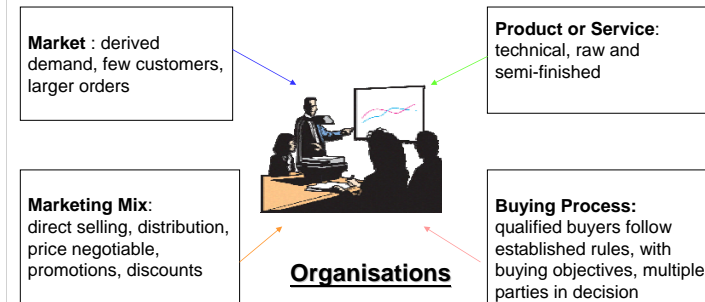 Market : derived
demand, few customers,
larger orders
Product or Service:
technical, raw and
semi-finished
Marketing Mix:
direct selling, distribution,
price negotiable,
promotions, discounts
Buying Process:
qualified buyers follow
established rules, with
buying objectives, multiple
parties in decision
Organisations